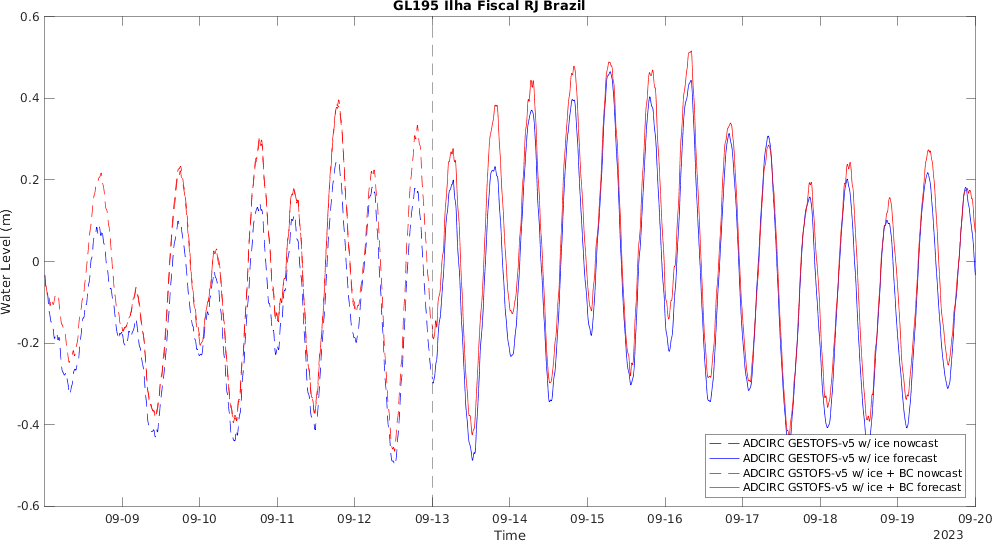 GL195 Ilha Fiscal RJ Brazil
0.6
0.4
0.2
0
-0.2
-0.4
-0.6
Water Level (m)
09-09 09-10 09-11 09-12 09-13 09-14 09-15 09-16 09-17 09-18 09-19 09-20
Time
2023
ADCIRC GESTOFS-v5 w/ ice nowcast
ADCIRC GESTOFS-v5 w/ ice forecast
ADCIRC GSTOFS-v5 w/ ice + BC nowcast
ADCIRC GSTOFS-v5 w/ ice + BC forecast